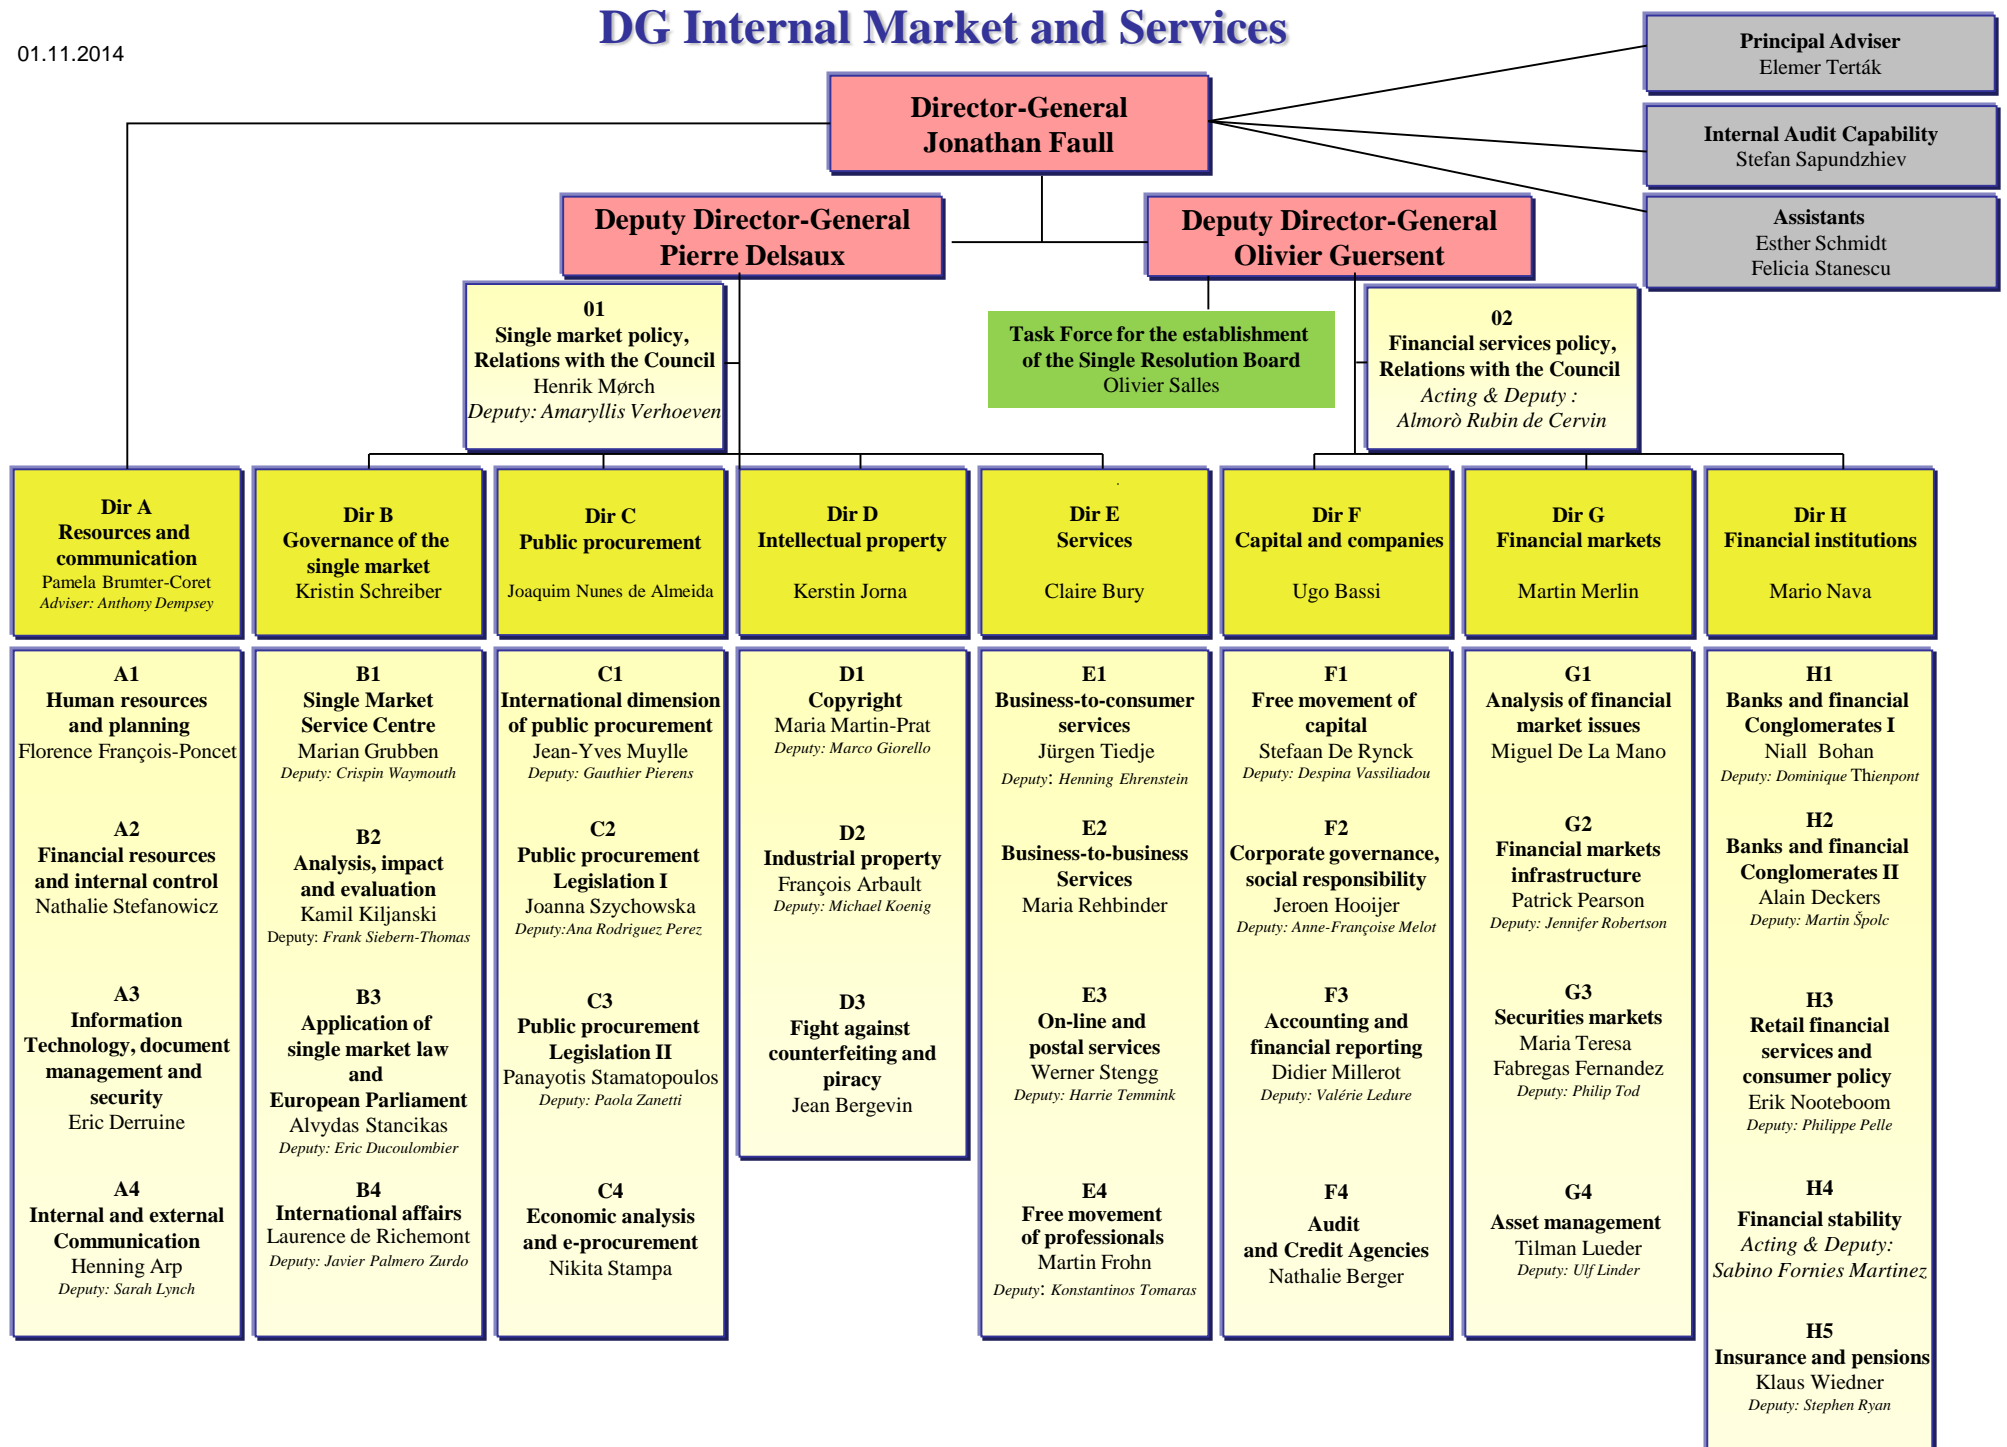 DG Internal Market and Services
01.11.2014
Principal Adviser
Elemer Terták
Director-General
Jonathan Faull
Internal Audit Capability
Stefan Sapundzhiev
Assistants
Esther Schmidt
Felicia Stanescu
Deputy Director-General
Pierre Delsaux
Deputy Director-General
Olivier Guersent
01
Single market policy,
Relations with the Council
Henrik Mørch
Deputy: Amaryllis Verhoeven
Task Force for the establishment
of the Single Resolution Board
Olivier Salles
02
Financial services policy,
Relations with the Council
Acting & Deputy :
Almorò Rubin de Cervin
Dir A
Resources and
communication
Pamela Brumter-Coret
Adviser: Anthony Dempsey
Dir B
Governance of the
single market
Kristin Schreiber
Dir C
Public procurement
Joaquim Nunes de Almeida
Dir D
Intellectual property
Kerstin Jorna
Dir E
Services
Claire Bury
Dir F
Capital and companies
Ugo Bassi
Dir G
Financial markets
Martin Merlin
Dir H
Financial institutions
Mario Nava
A1
Human resources
and planning
Florence François-Poncet
A2
Financial resources
and internal control
Nathalie Stefanowicz
A3
Information
Technology, document
management and
security
Eric Derruine
A4
Internal and external
Communication
Henning Arp
Deputy: Sarah Lynch
B1
Single Market
Service Centre
Marian Grubben
Deputy: Crispin Waymouth
B2
Analysis, impact
and evaluation
Kamil Kiljanski
Deputy: Frank Siebern-Thomas
B3
Application of
single market law
and
European Parliament
Alvydas Stancikas
Deputy: Eric Ducoulombier
B4
International affairs
Laurence de Richemont
Deputy: Javier Palmero Zurdo
C1
International dimension
of public procurement
Jean-Yves Muylle
Deputy: Gauthier Pierens
C2
Public procurement
Legislation I
Joanna Szychowska
Deputy:Ana Rodriguez Perez
C3
Public procurement
Legislation II
Panayotis Stamatopoulos
Deputy: Paola Zanetti
C4
Economic analysis
and e-procurement
Nikita Stampa
D1
Copyright
Maria Martin-Prat
Deputy: Marco Giorello
D2
Industrial property
François Arbault
Deputy: Michael Koenig
D3
Fight against
counterfeiting and
piracy
Jean Bergevin
E1
Business-to-consumer
services
Jürgen Tiedje
Deputy: Henning Ehrenstein
E2
Business-to-business
Services
Maria Rehbinder
E3
On-line and
postal services
Werner Stengg
Deputy: Harrie Temmink
E4
Free movement
of professionals
Martin Frohn
Deputy: Konstantinos Tomaras
F1
Free movement of
capital
Stefaan De Rynck
Deputy: Despina Vassiliadou
F2
Corporate governance,
social responsibility
Jeroen Hooijer
Deputy: Anne-Françoise Melot
F3
Accounting and
financial reporting
Didier Millerot
Deputy: Valérie Ledure
F4
Audit
and Credit Agencies
Nathalie Berger
G1
Analysis of financial
market issues
Miguel De La Mano
G2
Financial markets
infrastructure
Patrick Pearson
Deputy: Jennifer Robertson
G3
Securities markets
Maria Teresa
Fabregas Fernandez
Deputy: Philip Tod
G4
Asset management
Tilman Lueder
Deputy: Ulf Linder
H1
Banks and financial
Conglomerates I
Niall Bohan
Deputy: Dominique Thienpont
H2
Banks and financial
Conglomerates II
Alain Deckers
Deputy: Martin Špolc
H3
Retail financial
services and
consumer policy
Erik Nooteboom
Deputy: Philippe Pelle
H4
Financial stability
Acting & Deputy:
Sabino Fornies Martinez
H5
Insurance and pensions
Klaus Wiedner
Deputy: Stephen Ryan